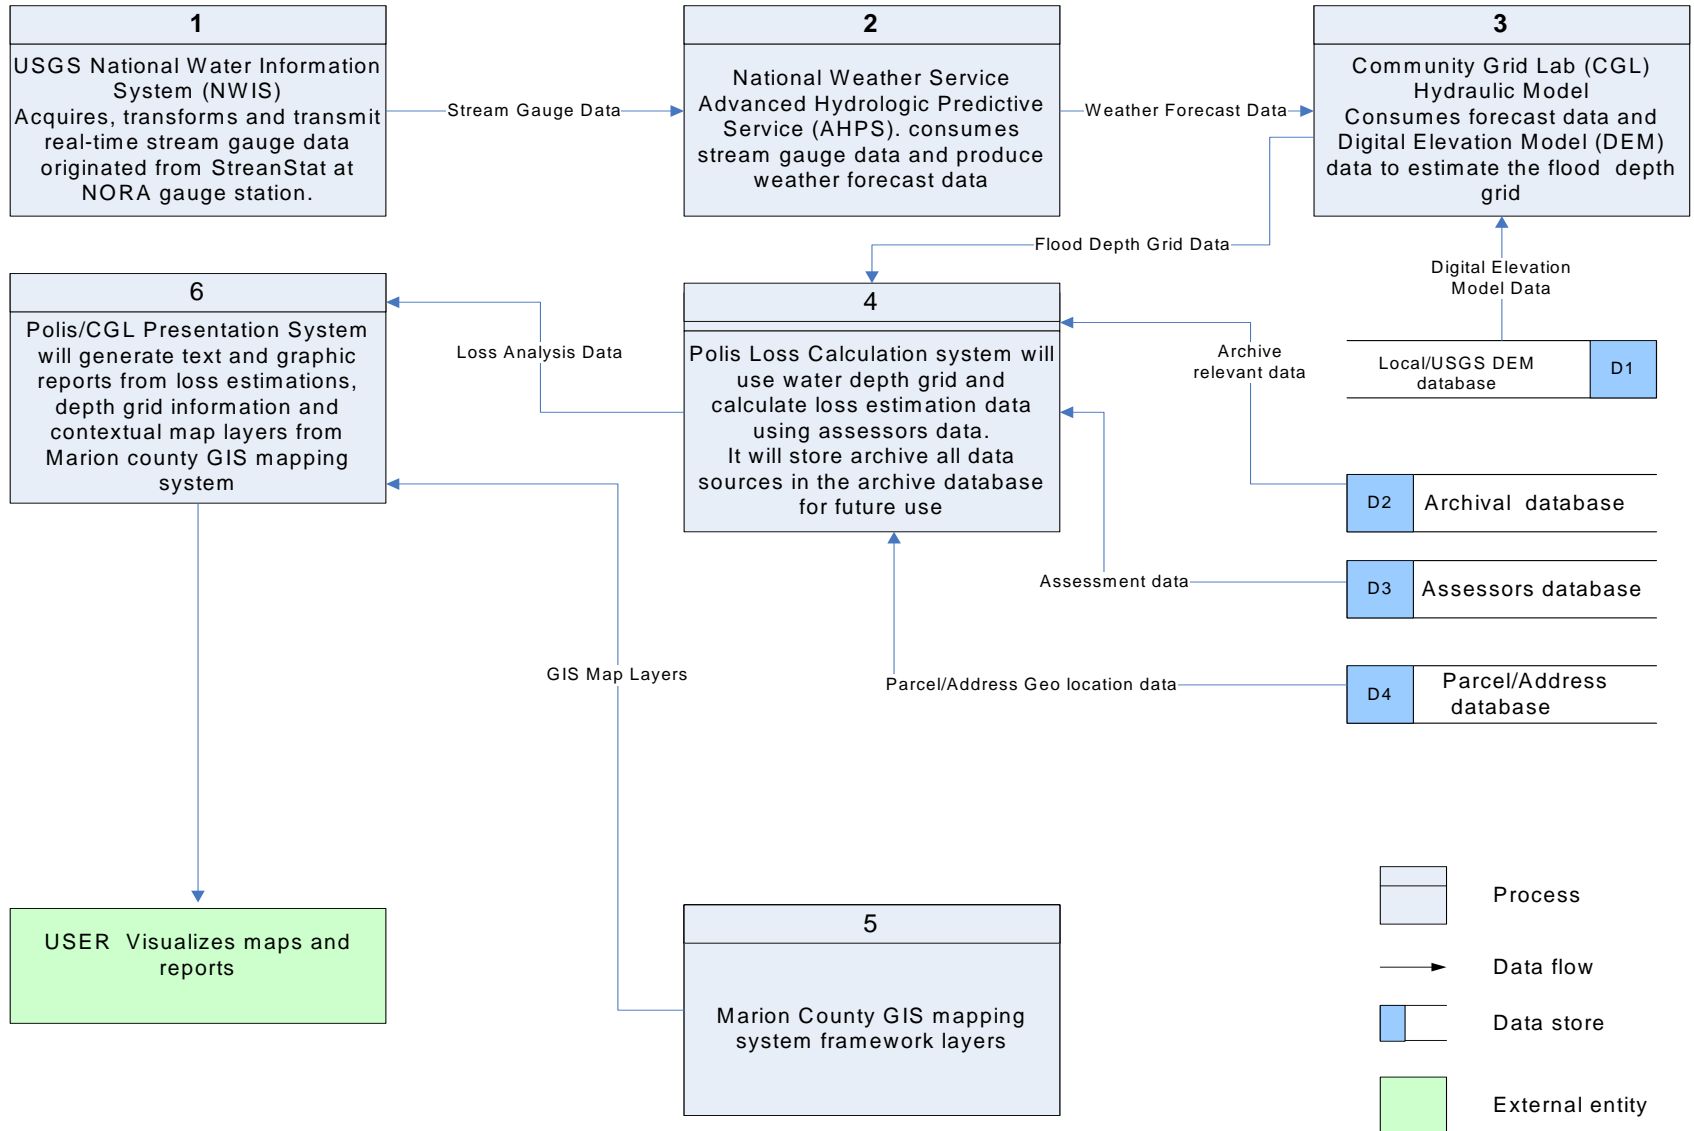 1
USGS National Water Information
System (NWIS)
Acquires, transforms and transmit
real-time stream gauge data
originated from StreanStat at
NORA gauge station.
Stream Gauge Data
2
National Weather Service
Advanced Hydrologic Predictive
Service (AHPS). consumes
stream gauge data and produce
weather forecast data
Weather Forecast Data
3
Community Grid Lab (CGL)
Hydraulic Model
Consumes forecast data and
Digital Elevation Model (DEM)
data to estimate the flood depth
grid
Flood Depth Grid Data
Digital Elevation
Model Data
Local/USGS DEM
database
D1
6
Polis/CGL Presentation System
will generate text and graphic
reports from loss estimations,
depth grid information and
contextual map layers from
Marion county GIS mapping
system
Loss Analysis Data
4
Polis Loss Calculation system will
use water depth grid and
calculate loss estimation data
using assessors data.
It will store archive all data
sources in the archive database
for future use
Archive
relevant data
D2
Archival database
Assessment data
D3
Assessors database
Parcel/Address Geo location data
D4
Parcel/Address
database
GIS Map Layers
USER Visualizes maps and
reports
5
Marion County GIS mapping
system framework layers
Process
Data flow
Data store
External entity